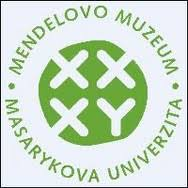 MENDELOVO MUZEUM
XX
XY
MASARYKOVA UNIVERZITA